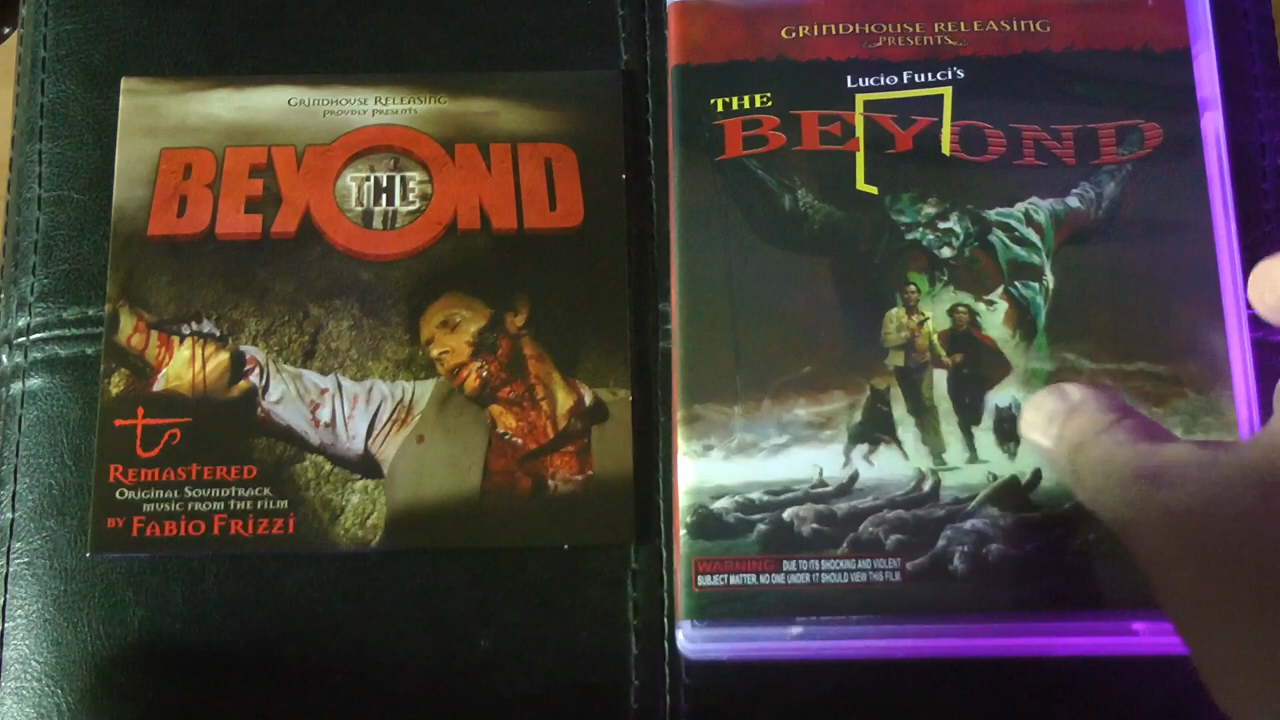 GRINDHOUSE RELEASING
PROUDLY PRESENTS
BEYOND
THE
REMASTERED
ORIGINAL SOUNDTRACK
MUSIC FROM THE FILM
BY FABIO FRIZZI
GRINDHOUSE RELEASING
PRESENTS
LUCIO FULCI'S
THE
BEYOND
WARNING DUE TO ITS SHOCKING AND VIOLENT
SUBJECT MATTER, NO ONE UNDER 17 SHOULD VIEW THIS FILM.